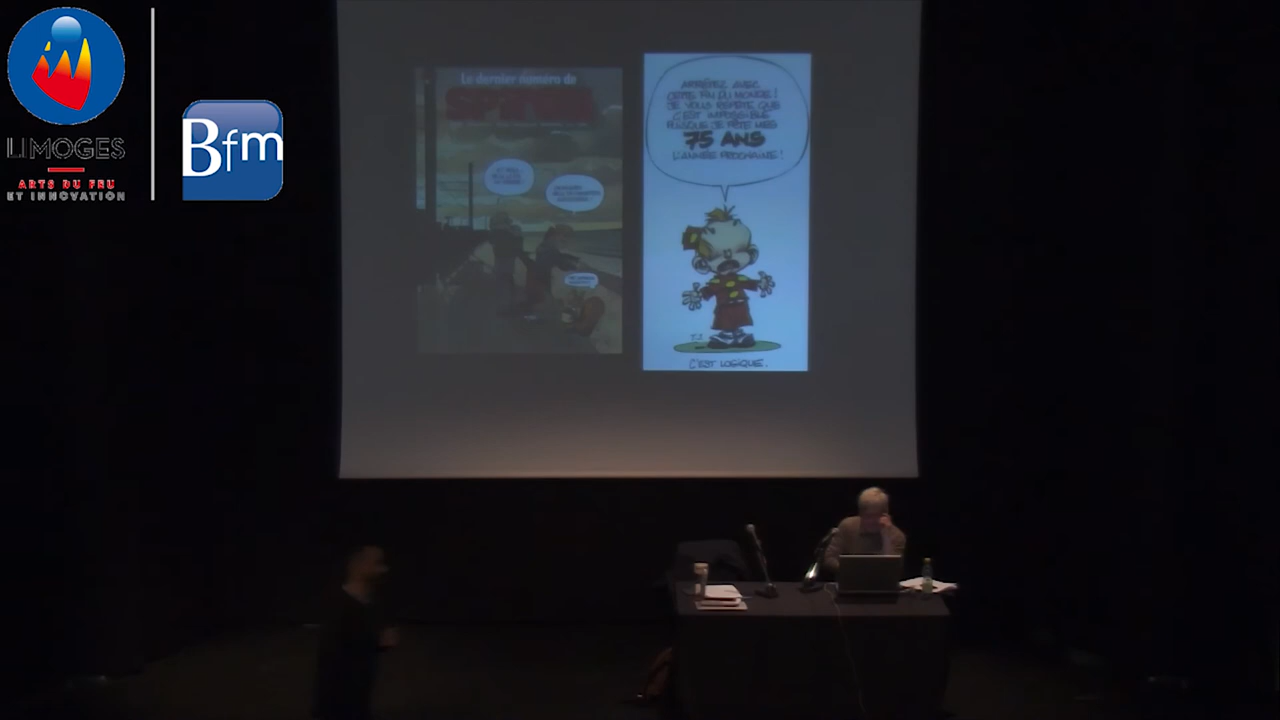 LIMOGES
ARTS DU FEU
ET INNOVATION
Bfm
Le dernier numéro de
SPIROU
ARRÊTEZ AVEC
CETTE FIN DU MONDE !
JE VOUS RÉPÈTE QUE
C'EST IMPOSSIBLE
PUISQUE JE FÊTE MES
75 ANS
L'ANNÉE PROCHAINE !
C'EST LOGIQUE.